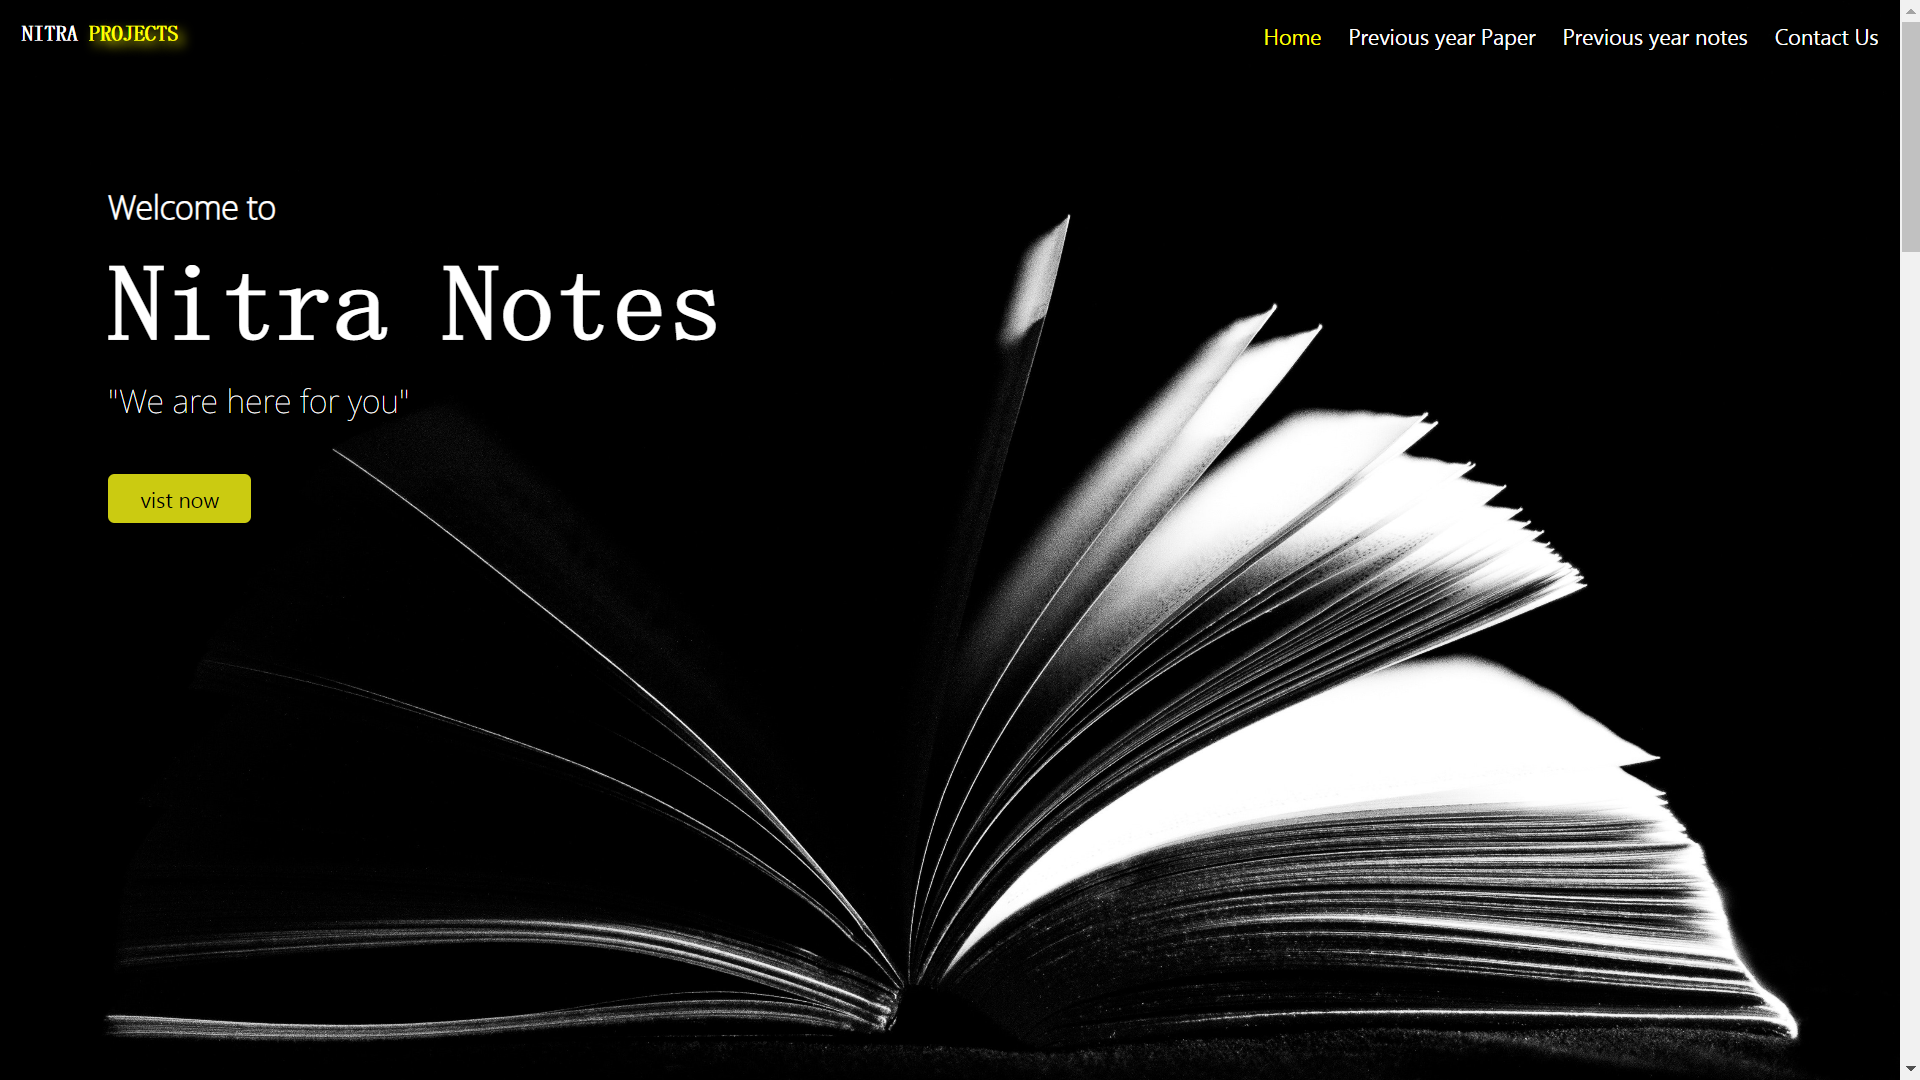 NITRA PROJECTS
Home Previous year Paper Previous year notes Contact Us
Welcome to
Nitra Notes
"We are here for you"
vist now